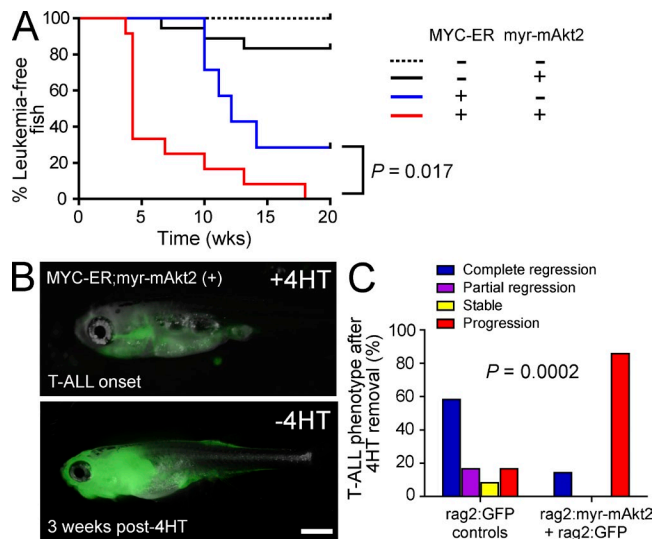 A
% Leukemia-free
fish
100
80
60
40
20
0
0
5
10
15
20
Time (wks)
MYC-ER myr-mAkt2
- -
- +
+ -
+ +
P = 0.017
B
MYC-ER;myr-mAkt2 (+)
+4HT
T-ALL onset
-4HT
3 weeks post-4HT
C
Complete regression
Partial regression
Stable
Progression
T-ALL phenotype after
4HT removal (%)
100
80
60
40
20
0
P = 0.0002
rag2:GFP
controls
rag2:myr-mAkt2
+ rag2:GFP